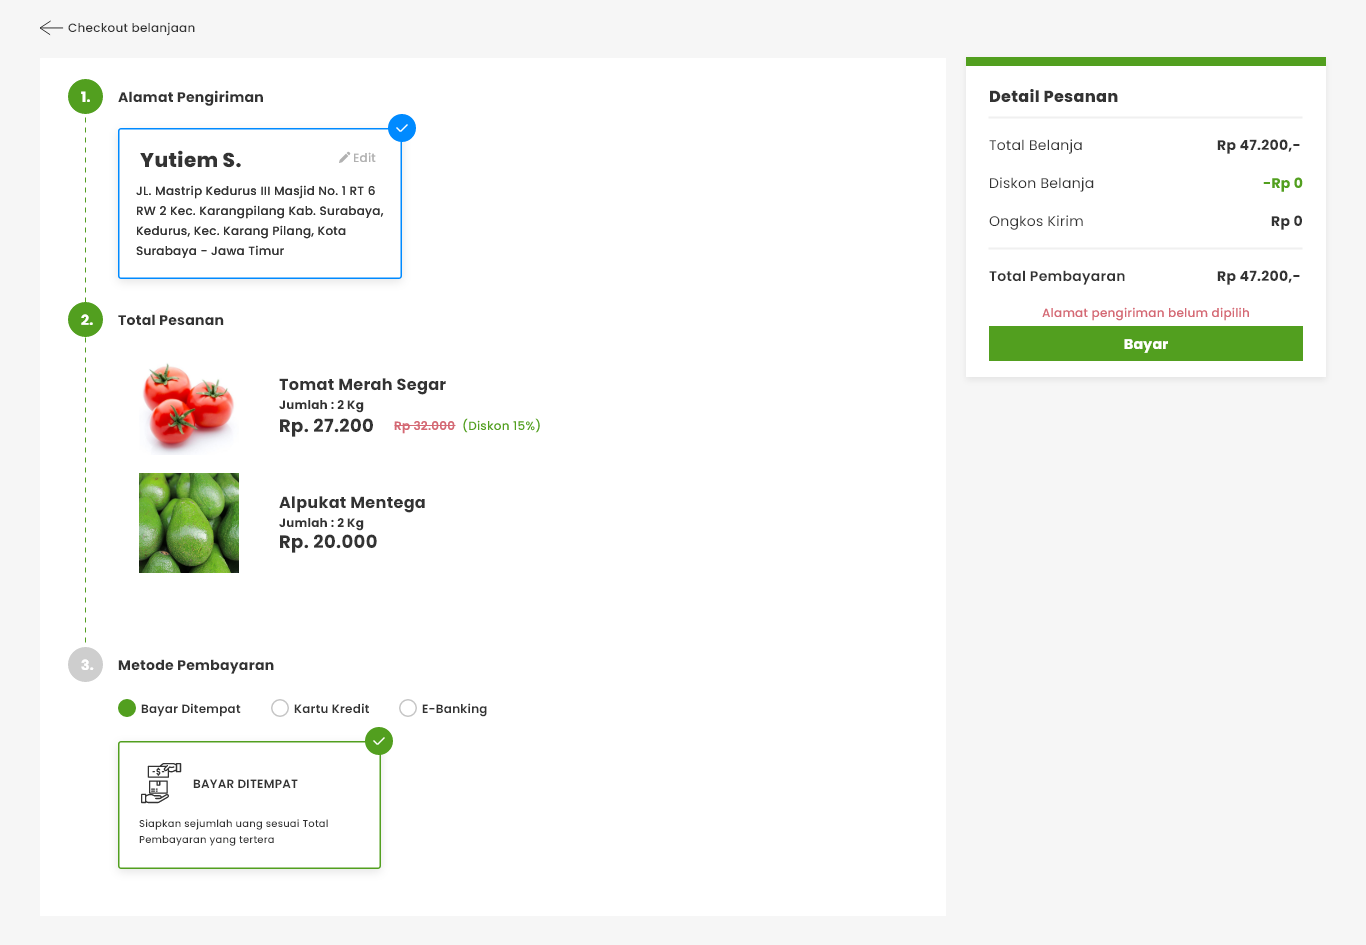 Checkout belanjaan
1. Alamat Pengiriman
Yutiem S.
Edit
JL. Mastrip Kedurus III Masjid No. 1 RT 6
RW 2 Kec. Karangpilang Kab. Surabaya,
Kedurus, Kec. Karang Pilang, Kota
Surabaya - Jawa Timur
2. Total Pesanan
Tomat Merah Segar
Jumlah : 2 Kg
Rp. 27.200 Rp 32.000 (Diskon 15%)
Alpukat Mentega
Jumlah : 2 Kg
Rp. 20.000
3. Metode Pembayaran
Bayar Ditempat Kartu Kredit E-Banking
$
BAYAR DITEMPAT
Siapkan sejumlah uang sesuai Total
Pembayaran yang tertera
Detail Pesanan
Total Belanja Rp 47.200,-
Diskon Belanja -Rp 0
Ongkos Kirim Rp 0
Total Pembayaran Rp 47.200,-
Alamat pengiriman belum dipilih
Bayar